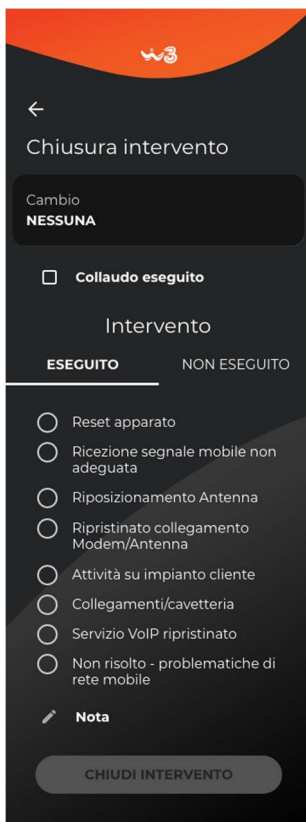 W3
Chiusura intervento
Cambio
NESSUNA
Collaudo eseguito
Intervento
ESEGUITO NON ESEGUITO
Reset apparato
Ricezione segnale mobile non
adeguata
Riposizionamento Antenna
Ripristinato collegamento
Modem/Antenna
Attività su impianto cliente
Collegamenti/cavetteria
Servizio VoIP ripristinato
Non risolto - problematiche di
rete mobile
Nota
CHIUDI INTERVENTO